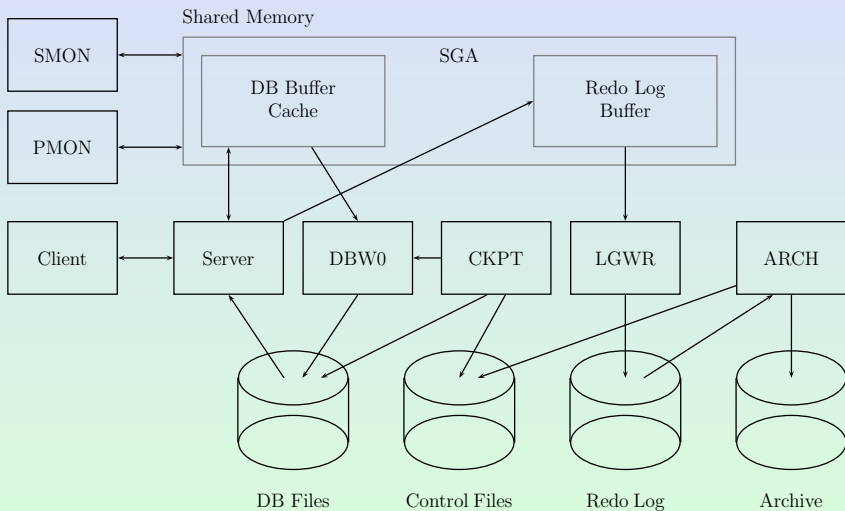 Shared Memory
SMON
SGA
DB Buffer
Cache
Redo Log
Buffer
PMON
Client
Server
DBW0
CKPT
LGWR
ARCH
DB Files
Control Files
Redo Log
Archive